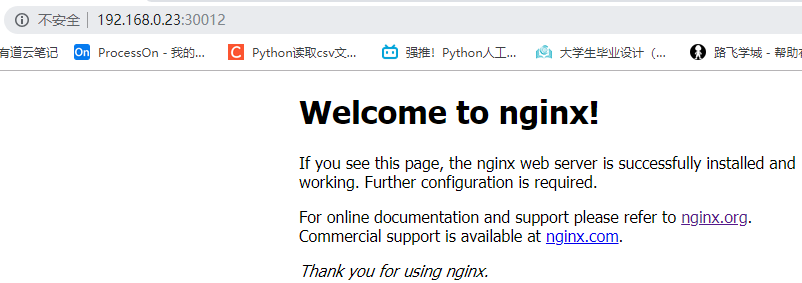 不安全 | 192.168.0.23:30012
有道云笔记 On ProcessOn - 我的... C Python读取csv文... 强推！Python人工... 大学生毕业设计（... 路飞学城 - 帮助有
Welcome to nginx!
If you see this page, the nginx web server is successfully installed and
working. Further configuration is required.
For online documentation and support please refer to nginx.org.
Commercial support is available at nginx.com.
Thank you for using nginx.